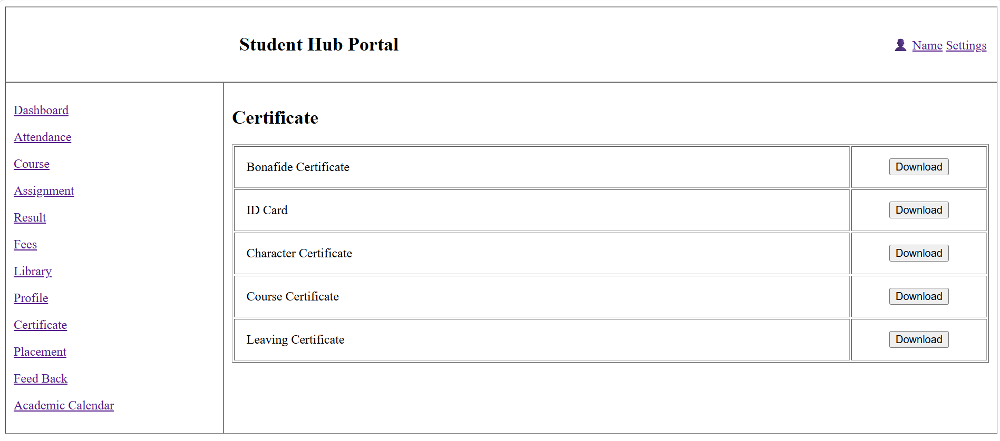 Student Hub Portal
Name Settings
Dashboard
Attendance
Course
Assignment
Result
Fees
Library
Profile
Certificate
Placement
Feed Back
Academic Calendar
Certificate
Bonafide Certificate Download
ID Card Download
Character Certificate Download
Course Certificate Download
Leaving Certificate Download